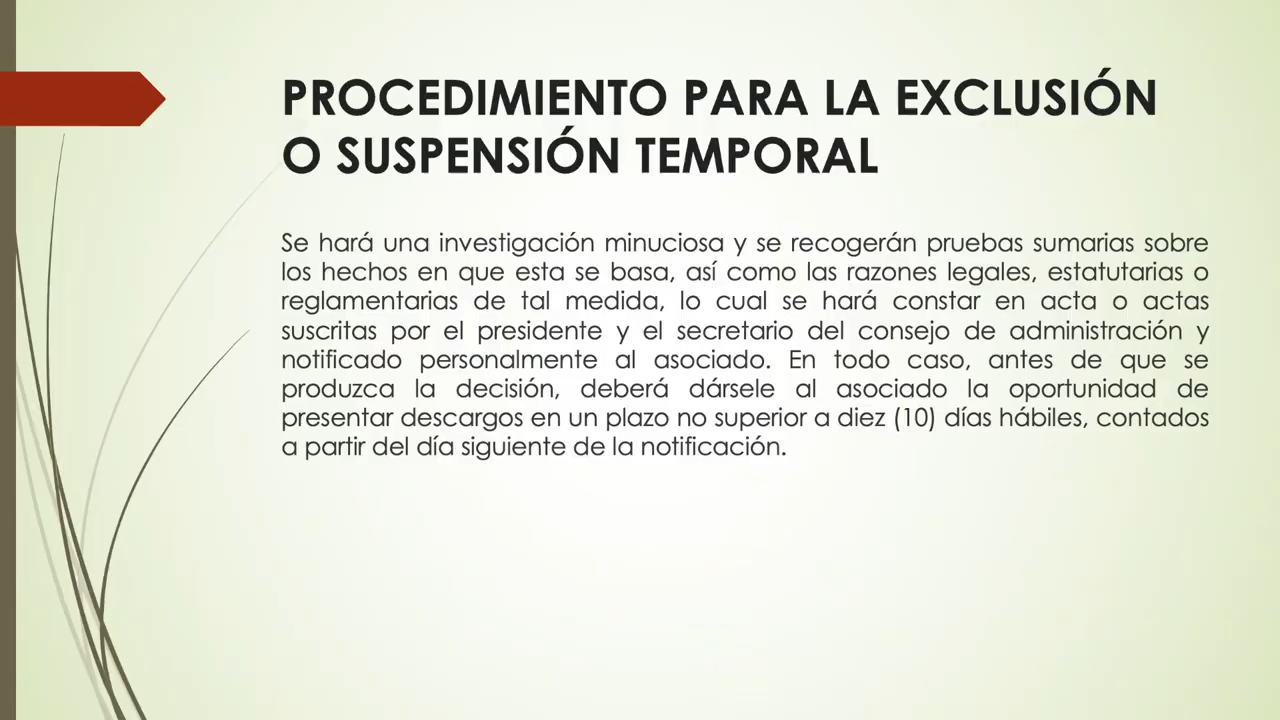 PROCEDIMIENTO PARA LA EXCLUSIÓN
O SUSPENSIÓN TEMPORAL
Se hará una investigación minuciosa y se recogerán pruebas sumarias sobre
los hechos en que esta se basa, así como las razones legales, estatutarias o
reglamentarias de tal medida, lo cual se hará constar en acta o actas
suscritas por el presidente y el secretario del consejo de administración y
notificado personalmente al asociado. En todo caso, antes de que se
produzca la decisión, deberá dársele al asociado la oportunidad de
presentar descargos en un plazo no superior a diez (10) días hábiles, contados
a partir del día siguiente de la notificación.